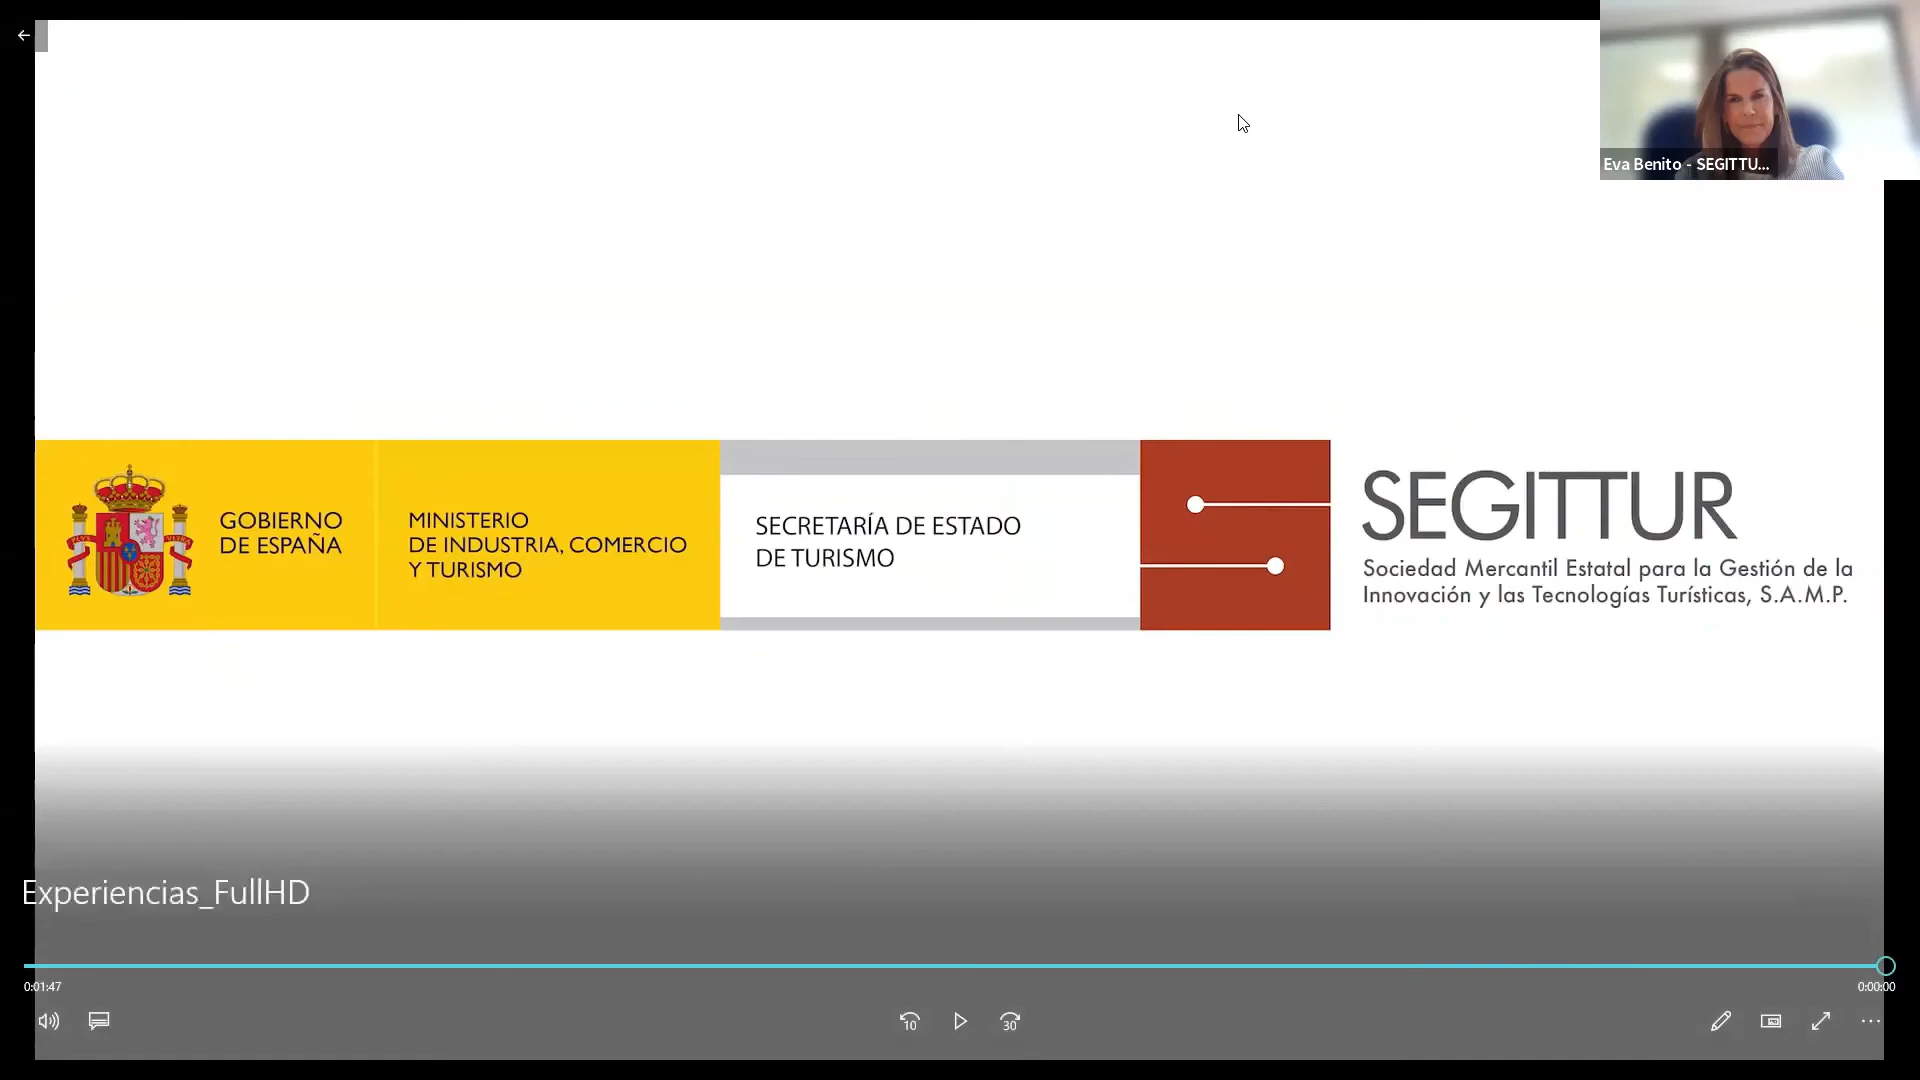 Eva Benito - SEGITTU...
GOBIERNO
DE ESPAÑA
MINISTERIO
DE INDUSTRIA, COMERCIO
Y TURISMO
SECRETARÍA DE ESTADO
DE TURISMO
SEGITTUR
Sociedad Mercantil Estatal para la Gestión de la
Innovación y las Tecnologías Turísticas, S.A.M.P.
PLVS VLTRA
Experiencias_FullHD
0:01:47
0:00:00
10
30